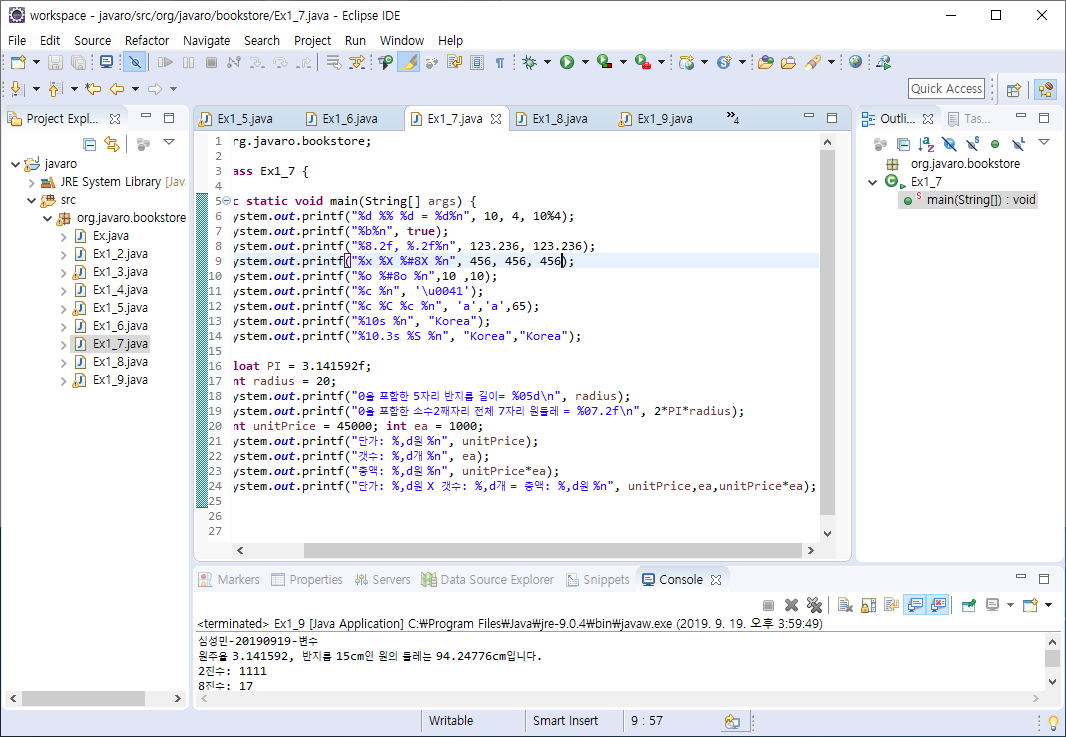 workspace - javaro/src/org/javaro/bookstore/Ex1_7.java - Eclipse IDE
File Edit Source Refactor Navigate Search Project Run Window Help
Quick Access
Project Expl...
javaro
JRE System Library [Jav
src
org.javaro.bookstore
Ex.java
Ex1_2.java
Ex1_3.java
Ex1_4.java
Ex1_5.java
Ex1_6.java
Ex1_7.java
Ex1_8.java
Ex1_9.java
Ex1_5.java Ex1_6.java Ex1_7.java Ex1_8.java Ex1_9.java »4
1 rg.javaro.bookstore;
2
3 ass Ex1_7 {
4
5 c static void main(String[] args) {
6 ystem.out.printf("%d %% %d = %d%n", 10, 4, 10%4);
7 ystem.out.printf("%b%n", true);
8 ystem.out.printf("%8.2f, %.2f%n", 123.236, 123.236);
9 ystem.out.printf("%x %X %#8X %n", 456, 456, 456);
10 ystem.out.printf("%o %#8o %n",10 ,10);
11 ystem.out.printf("%c %n", '\u0041');
12 ystem.out.printf("%c %C %c %n", 'a','a',65);
13 ystem.out.printf("%10s %n", "Korea");
14 ystem.out.printf("%10.3s %S %n", "Korea","Korea");
15
16 loat PI = 3.141592f;
17 nt radius = 20;
18 ystem.out.printf("0을 포함한 5자리 반지름 길이= %05d\n", radius);
19 ystem.out.printf("0을 포함한 소수2째자리 전체 7자리 원둘레 = %07.2f\n", 2*PI*radius);
20 nt unitPrice = 45000; int ea = 1000;
21 ystem.out.printf("단가: %,d원 %n", unitPrice);
22 ystem.out.printf("갯수: %,d개 %n", ea);
23 ystem.out.printf("총액: %,d원 %n", unitPrice*ea);
24 ystem.out.printf("단가: %,d원 X 갯수: %,d개 = 총액: %,d원 %n", unitPrice,ea,unitPrice*ea);
25
26
27
Outli... Tas...
org.javaro.bookstore
Ex1_7
main(String[]) : void
Markers Properties Servers Data Source Explorer Snippets Console
<terminated> Ex1_9 [Java Application] C:₩Program Files₩Java₩jre-9.0.4₩bin₩javaw.exe (2019. 9. 19. 오후 3:59:49)
심성민-20190919-변수
원주율 3.141592, 반지름 15cm인 원의 둘레는 94.24776cm입니다.
2진수: 1111
8진수: 17
Writable Smart Insert 9 : 57